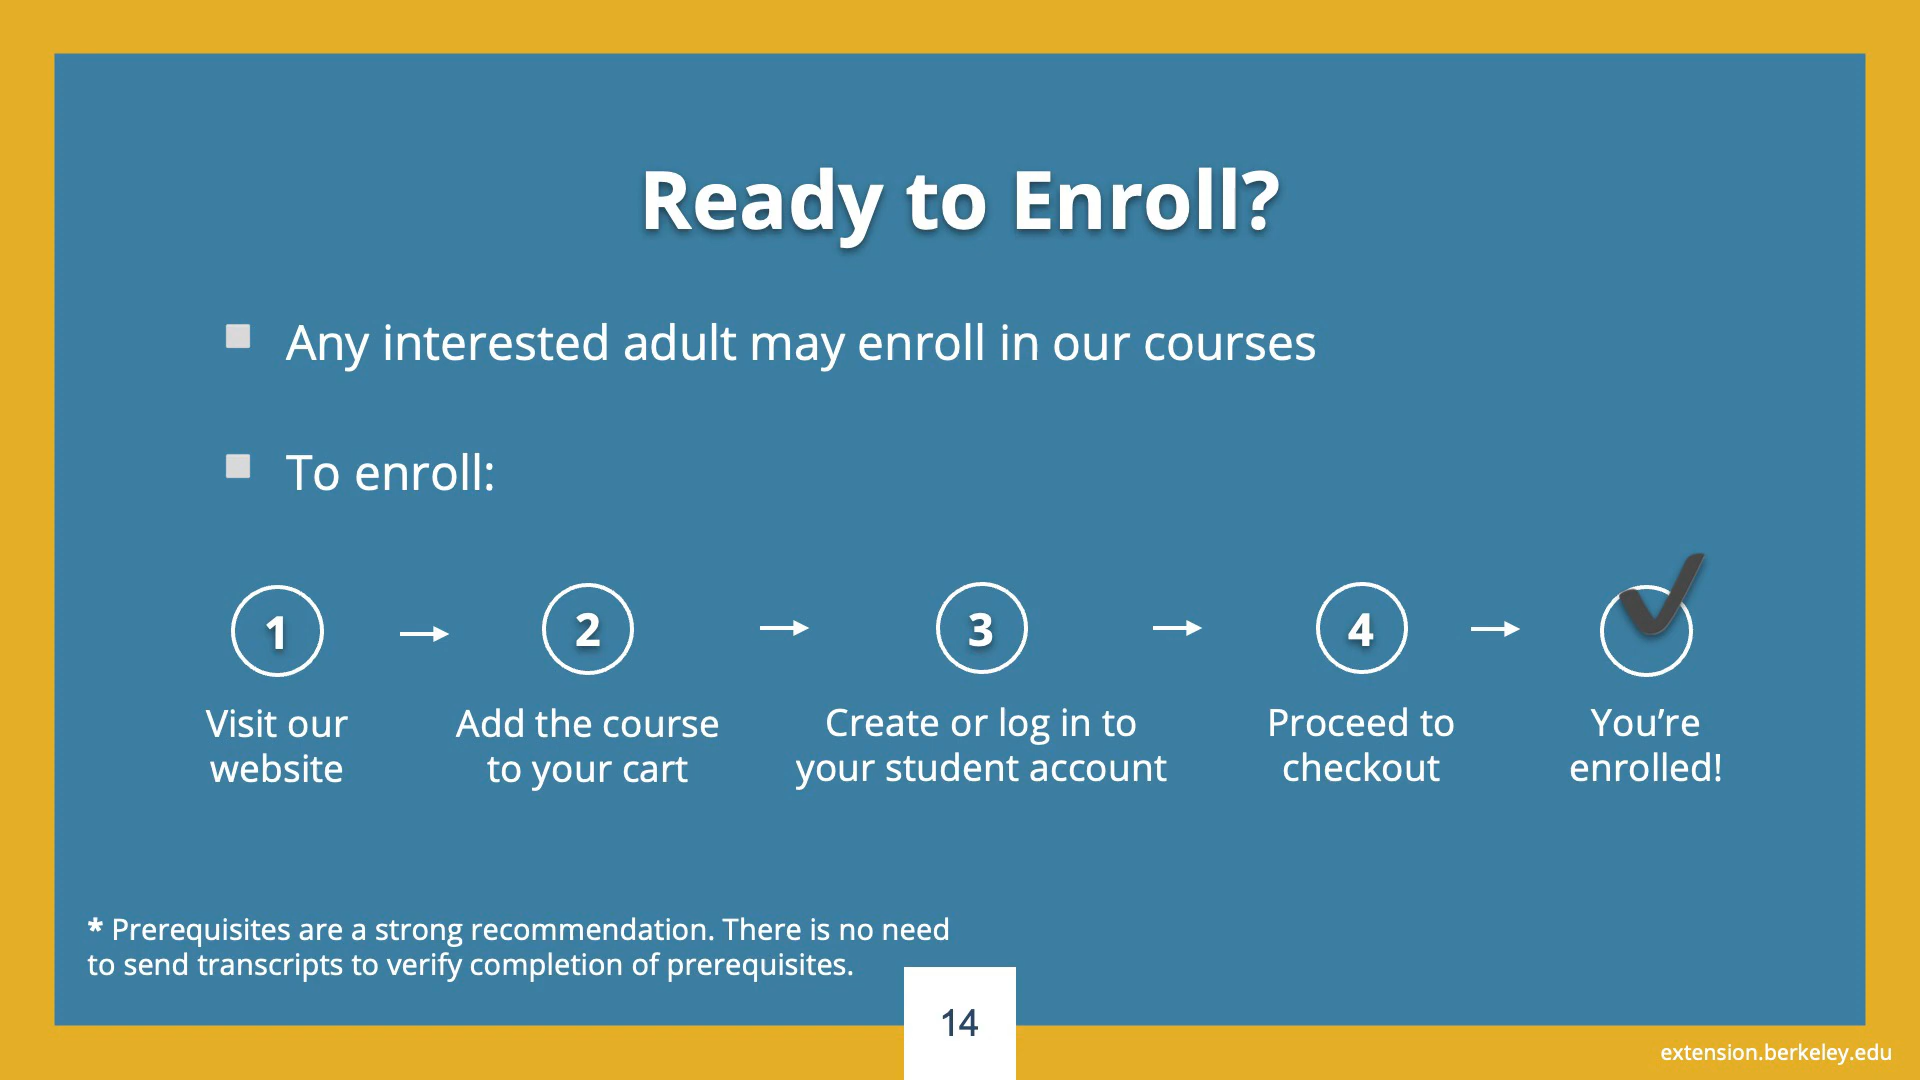 Ready to Enroll?
Any interested adult may enroll in our courses
To enroll:
1
Visit our
website
2
Add the course
to your cart
3
Create or log in to
your student account
4
Proceed to
checkout
You’re
enrolled!
* Prerequisites are a strong recommendation. There is no need
to send transcripts to verify completion of prerequisites.
14
extension.berkeley.edu